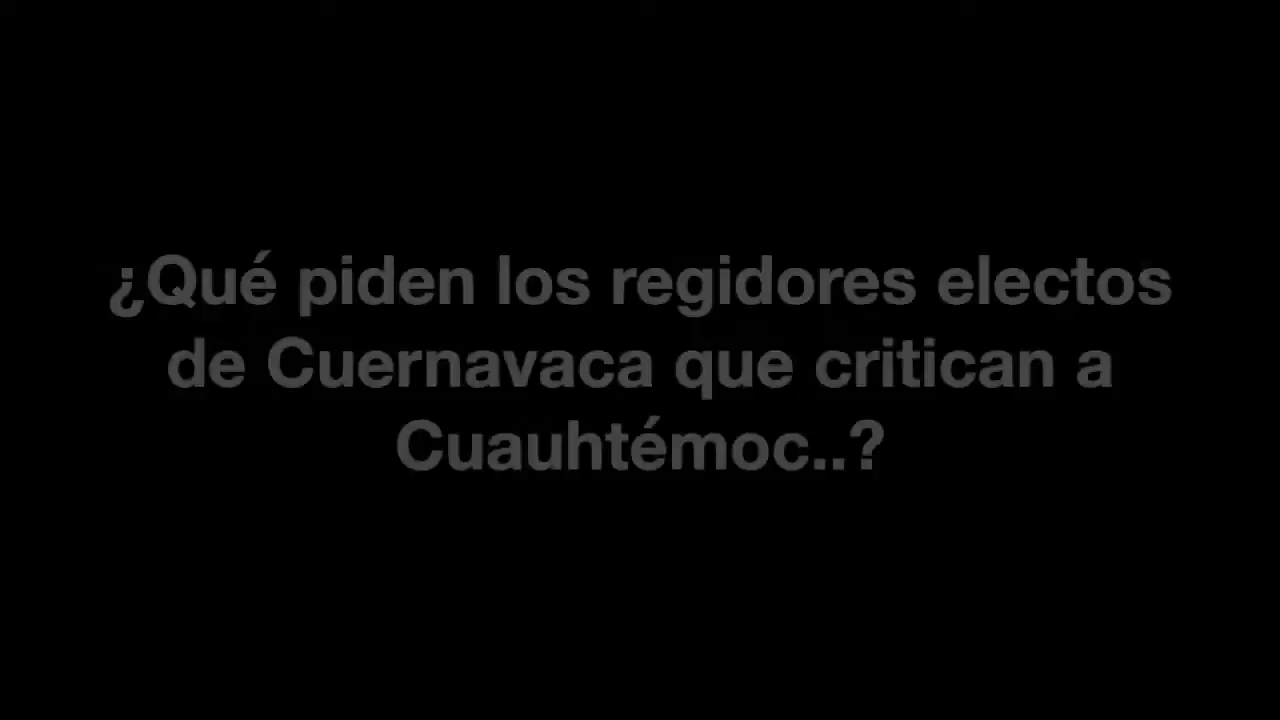 ¿Qué piden los regidores electos
de Cuernavaca que critican a
Cuauhtémoc..?